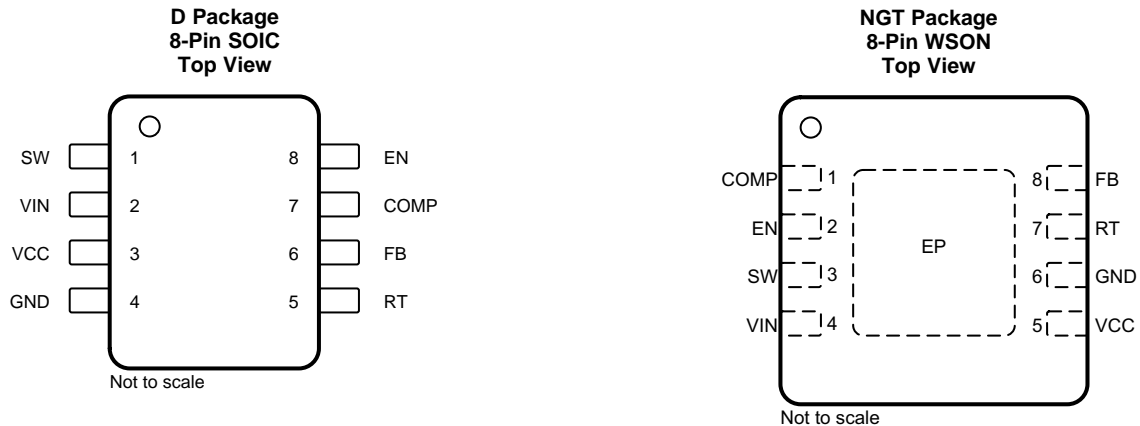 D Package
8-Pin SOIC
Top View
SW 1 8 EN
VIN 2 7 COMP
VCC 3 6 FB
GND 4 5 RT
Not to scale
NGT Package
8-Pin WSON
Top View
COMP 1 8 FB
EN 2 7 RT
EP
SW 3 6 GND
VIN 4 5 VCC
Not to scale